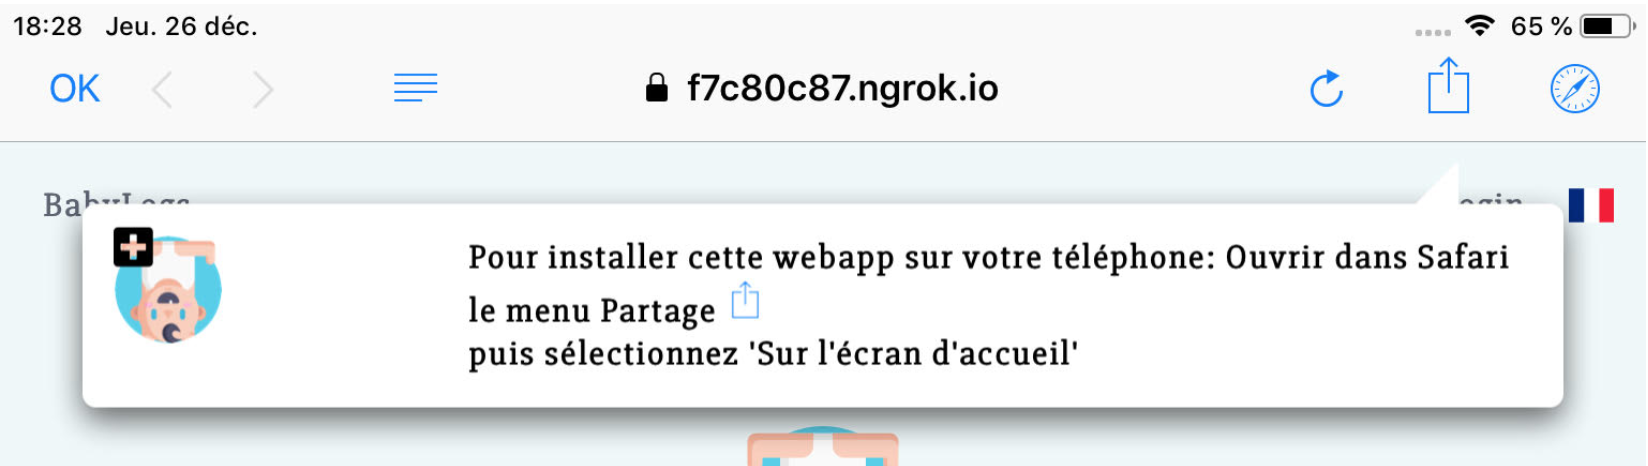 18:28 Jeu. 26 déc. 65 %
OK f7c80c87.ngrok.io
Pour installer cette webapp sur votre téléphone: Ouvrir dans Safari
le menu Partage
puis sélectionnez 'Sur l'écran d'accueil'